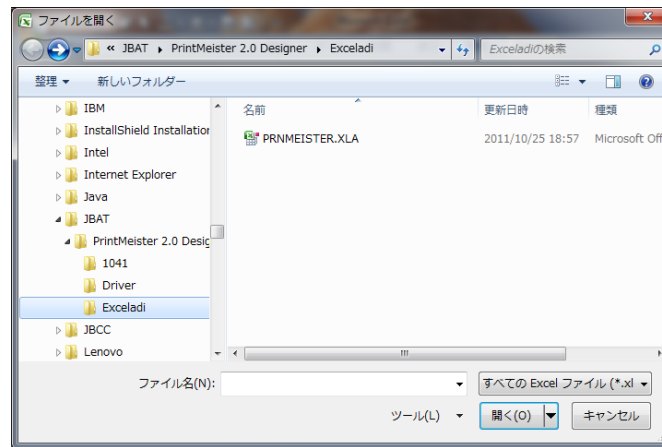 ファイルを開く
« JBAT ▸ PrintMeister 2.0 Designer ▸ Exceladi
Exceladiの検索
整理 ▼ 新しいフォルダー
名前 更新日時 種類
IBM
InstallShield Installation
Intel
Internet Explorer
Java
JBAT
PrintMeister 2.0 Desig
1041
Driver
Exceladi
JBCC
Lenovo
PRNMEISTER.XLA 2011/10/25 18:57 Microsoft Off
ファイル名(N):
すべての Excel ファイル (*.xl
ツール(L) 開く(O) キャンセル